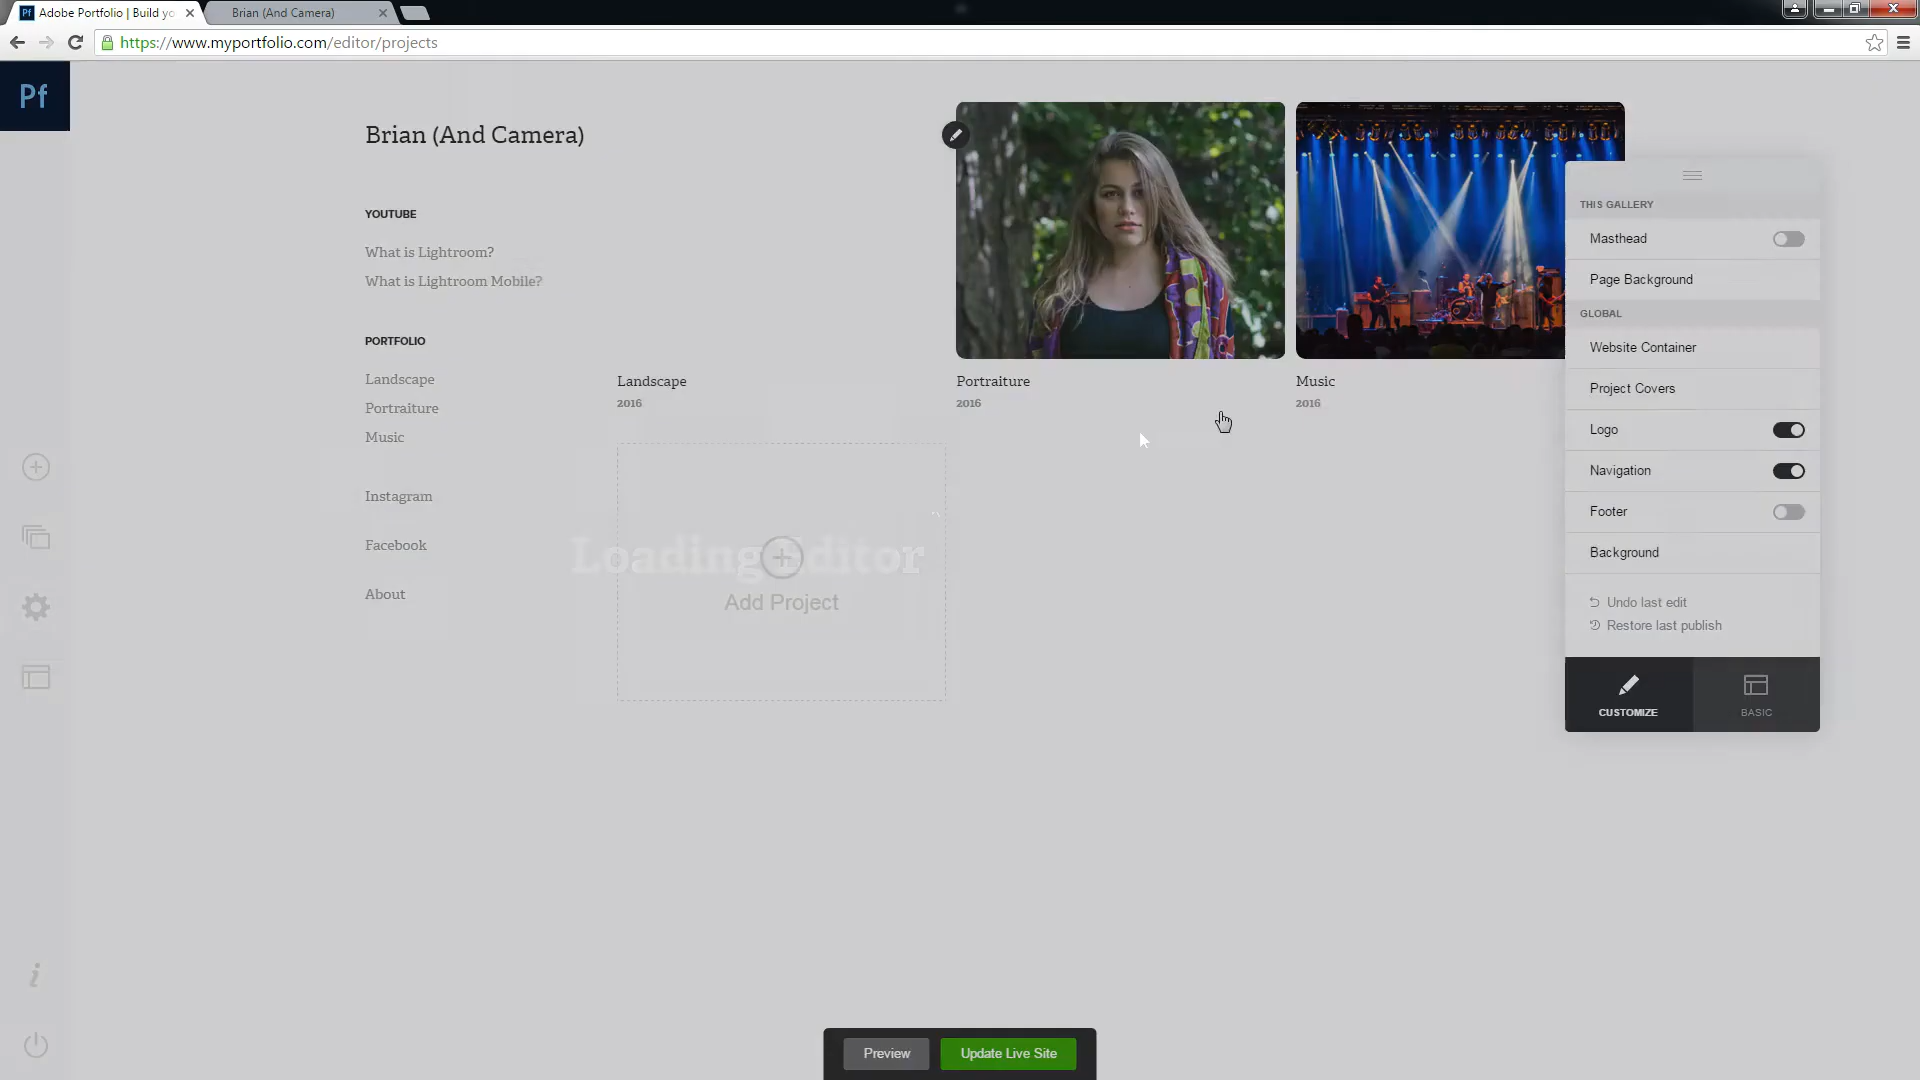 Adobe Portfolio | Build yo
Brian (And Camera)
https://www.myportfolio.com/editor/projects
Pf
Brian (And Camera)
YOUTUBE
What is Lightroom?
What is Lightroom Mobile?
PORTFOLIO
Landscape
Portraiture
Music
Instagram
Facebook
About
Landscape
2016
Portraiture
2016
Music
2016
Loading Editor
Add Project
THIS GALLERY
Masthead
Page Background
GLOBAL
Website Container
Project Covers
Logo
Navigation
Footer
Background
Undo last edit
Restore last publish
CUSTOMIZE
BASIC
Preview
Update Live Site